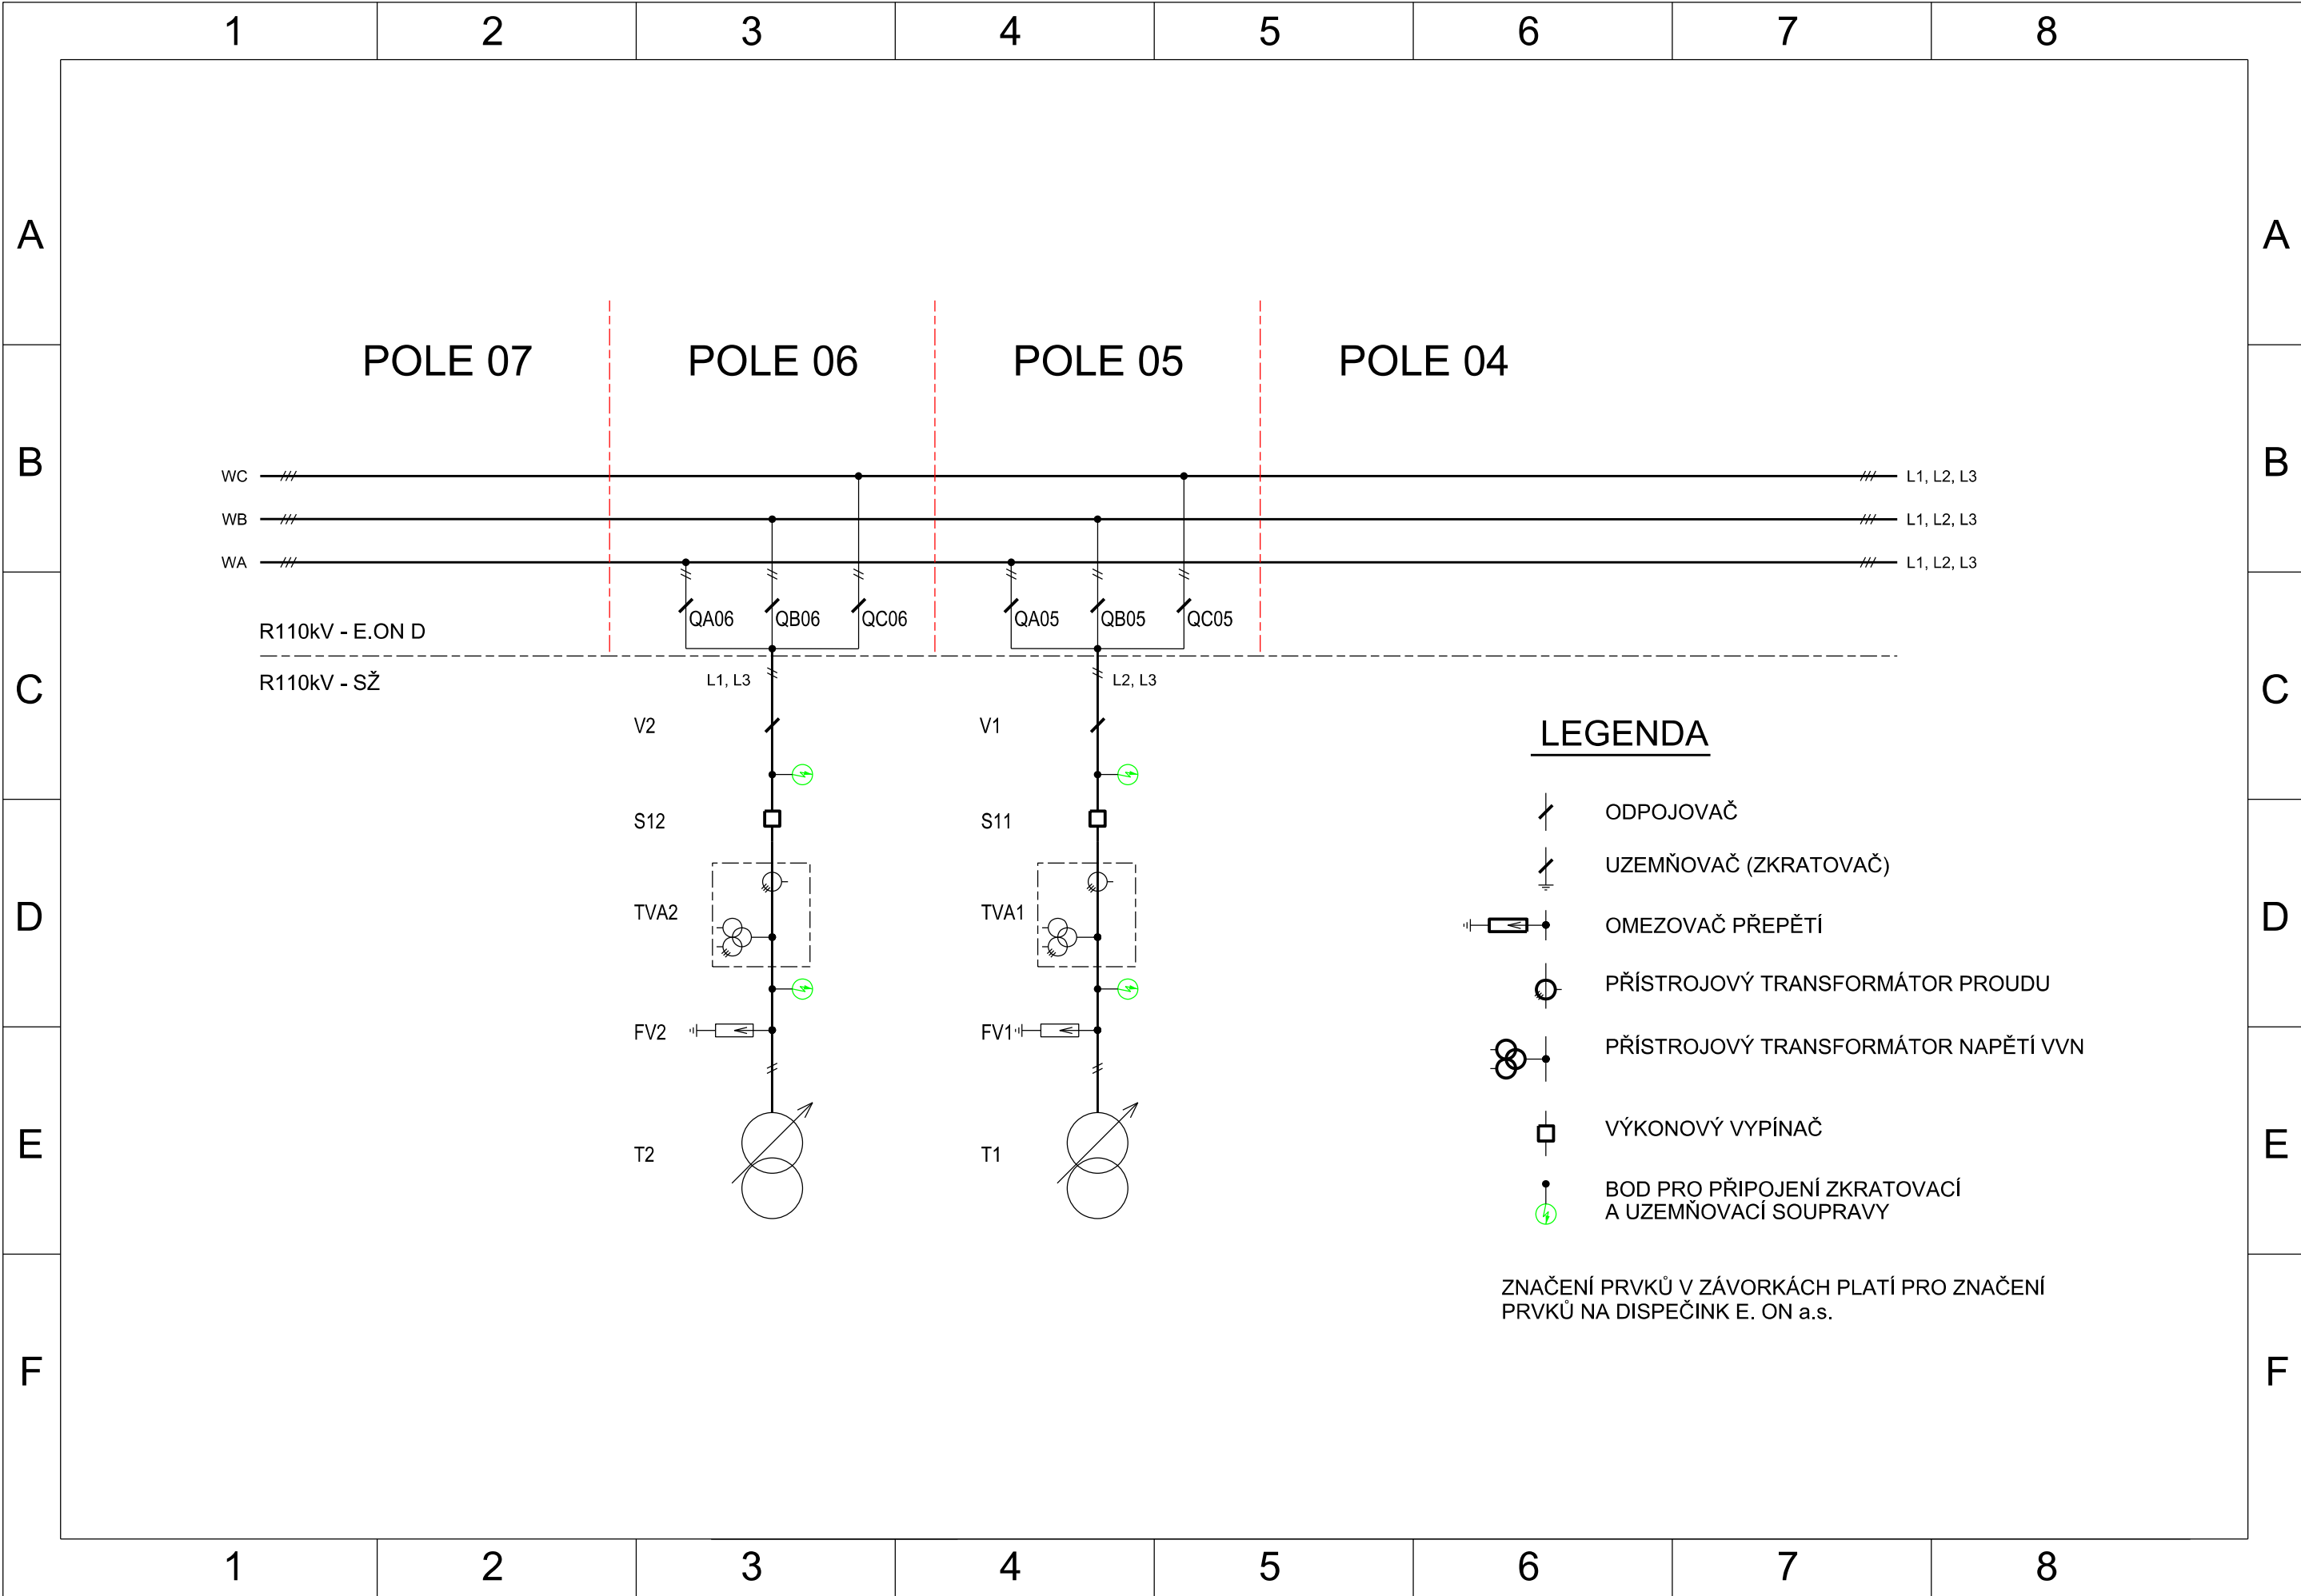 1 2 3 4 5 6 7 8
A A
POLE 07 POLE 06 POLE 05 POLE 04
B B
WC L1, L2, L3
WB L1, L2, L3
WA L1, L2, L3
QA06 QB06 QC06 QA05 QB05 QC05
R110kV - E.ON D
R110kV - SŽ
L1, L3 L2, L3
C C
V2 V1
LEGENDA
S12 S11
ODPOJOVAČ
UZEMŇOVAČ (ZKRATOVAČ)
TVA2 TVA1
D D
OMEZOVAČ PŘEPĚTÍ
PŘÍSTROJOVÝ TRANSFORMÁTOR PROUDU
FV2 FV1
PŘÍSTROJOVÝ TRANSFORMÁTOR NAPĚTÍ VVN
VÝKONOVÝ VYPÍNAČ
E E
T2 T1
BOD PRO PŘIPOJENÍ ZKRATOVACÍ
A UZEMŇOVACÍ SOUPRAVY
ZNAČENÍ PRVKŮ V ZÁVORKÁCH PLATÍ PRO ZNAČENÍ
PRVKŮ NA DISPEČINK E. ON a.s.
F F
1 2 3 4 5 6 7 8